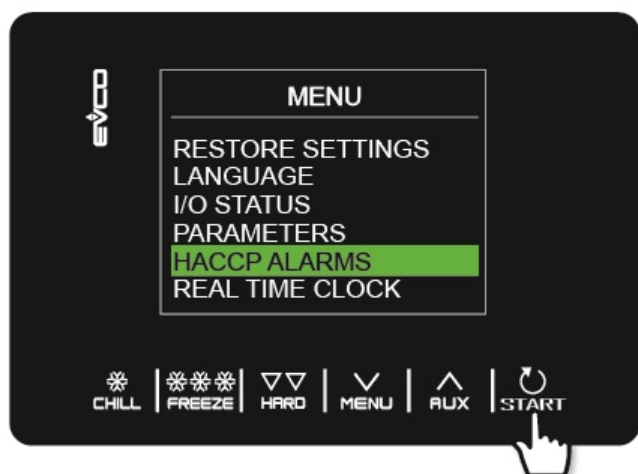 EVCO
MENU
RESTORE SETTINGS
LANGUAGE
I/O STATUS
PARAMETERS
HACCP ALARMS
REAL TIME CLOCK
CHILL FREEZE HARD MENU AUX START